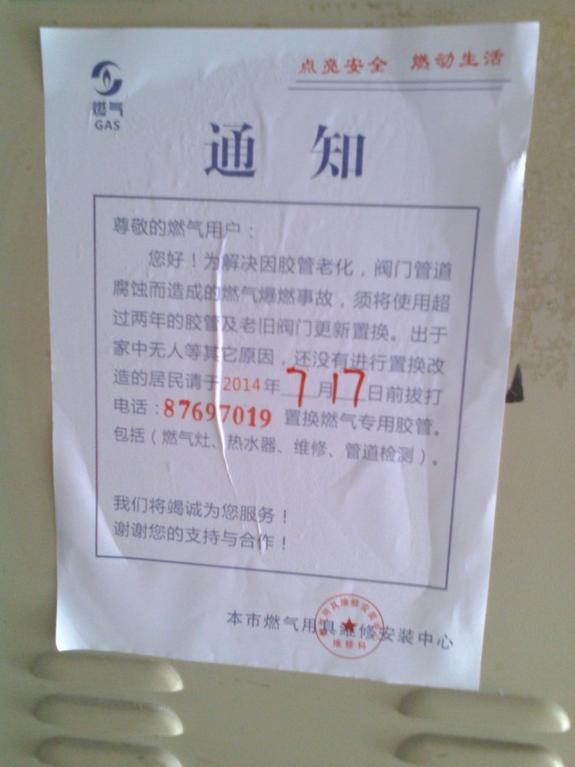 燃气
GAS
点亮安全 燃动生活
通 知
尊敬的燃气用户：
您好！为解决因胶管老化，阀门管道
腐蚀而造成的燃气爆燃事故，须将使用超
过两年的胶管及老旧阀门更新置换。出于
家中无人等其它原因，还没有进行置换改
造的居民请于2014年 7 月 17 日前拨打
电话：87697019 置换燃气专用胶管。
包括（燃气灶、热水器、维修、管道检测）。
我们将竭诚为您服务！
谢谢您的支持与合作！
本市燃气用具维修安装中心
维修科